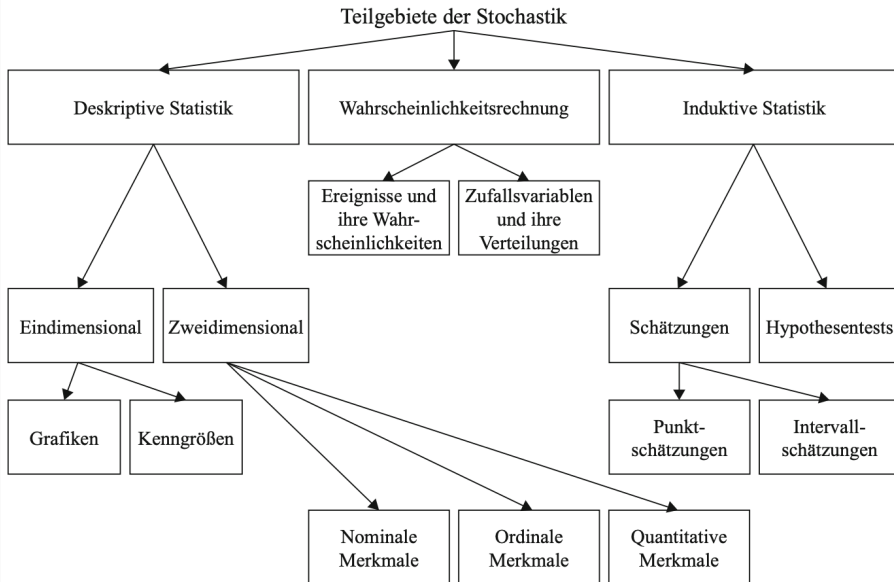 Teilgebiete der Stochastik
Deskriptive Statistik
Wahrscheinlichkeitsrechnung
Induktive Statistik
Ereignisse und
ihre Wahr-
scheinlichkeiten
Zufallsvariablen
und ihre
Verteilungen
Eindimensional
Zweidimensional
Schätzungen
Hypothesentests
Grafiken
Kenngrößen
Punkt-
schätzungen
Intervall-
schätzungen
Nominale
Merkmale
Ordinale
Merkmale
Quantitative
Merkmale